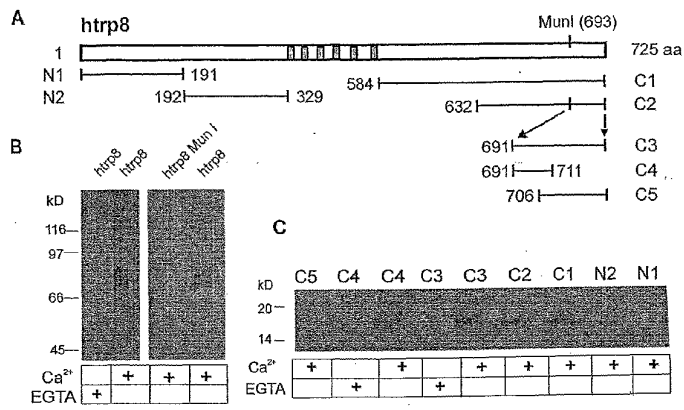 A
htrp8
MunI (693)
1
725 aa
N1
191
584
C1
N2
192
329
632
C2
691
C3
691
711
C4
706
C5
B
htrp8
htrp8
htrp8 Mun I
htrp8
kD
116
97
66
45
Ca2+ + + +
EGTA +
C
C5 C4 C4 C3 C3 C2 C1 N2 N1
kD
20
14
Ca2+ + + + + + + +
EGTA + +